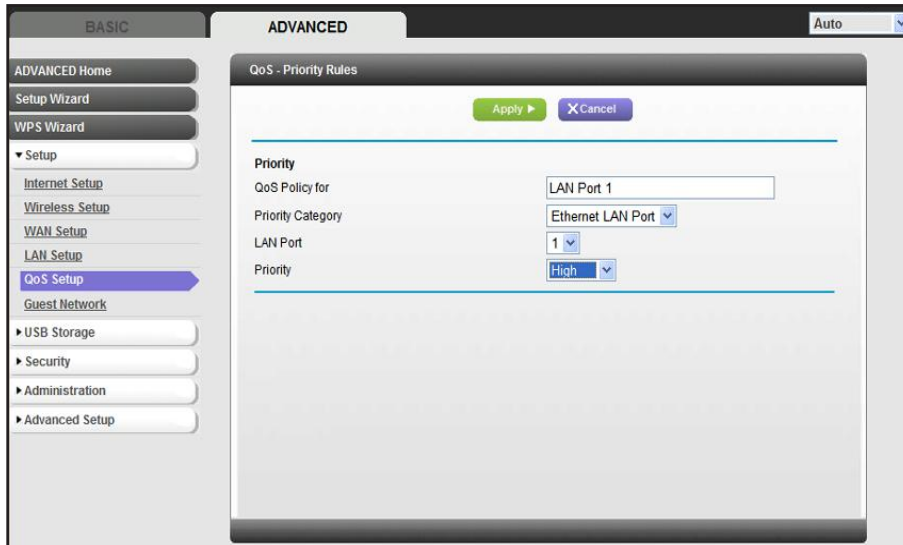 BASIC
ADVANCED
Auto
ADVANCED Home
Setup Wizard
WPS Wizard
▼ Setup
Internet Setup
Wireless Setup
WAN Setup
LAN Setup
QoS Setup
Guest Network
▶ USB Storage
▶ Security
▶ Administration
▶ Advanced Setup
QoS - Priority Rules
Apply ▶
X Cancel
Priority
QoS Policy for LAN Port 1
Priority Category Ethernet LAN Port
LAN Port 1
Priority High